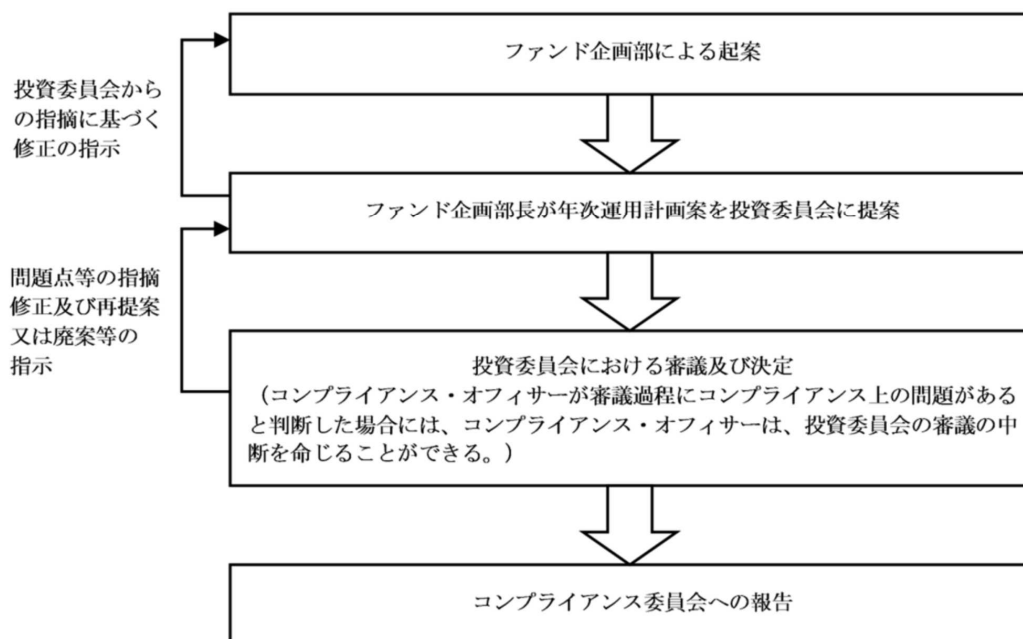 ファンド企画部による起案
投資委員会から
の指摘に基づく
修正の指示
ファンド企画部長が年次運用計画案を投資委員会に提案
問題点等の指摘
修正及び再提案
又は廃案等の
指示
投資委員会における審議及び決定
（コンプライアンス・オフィサーが審議過程にコンプライアンス上の問題がある
と判断した場合には、コンプライアンス・オフィサーは、投資委員会の審議の中
断を命じることができる。）
コンプライアンス委員会への報告